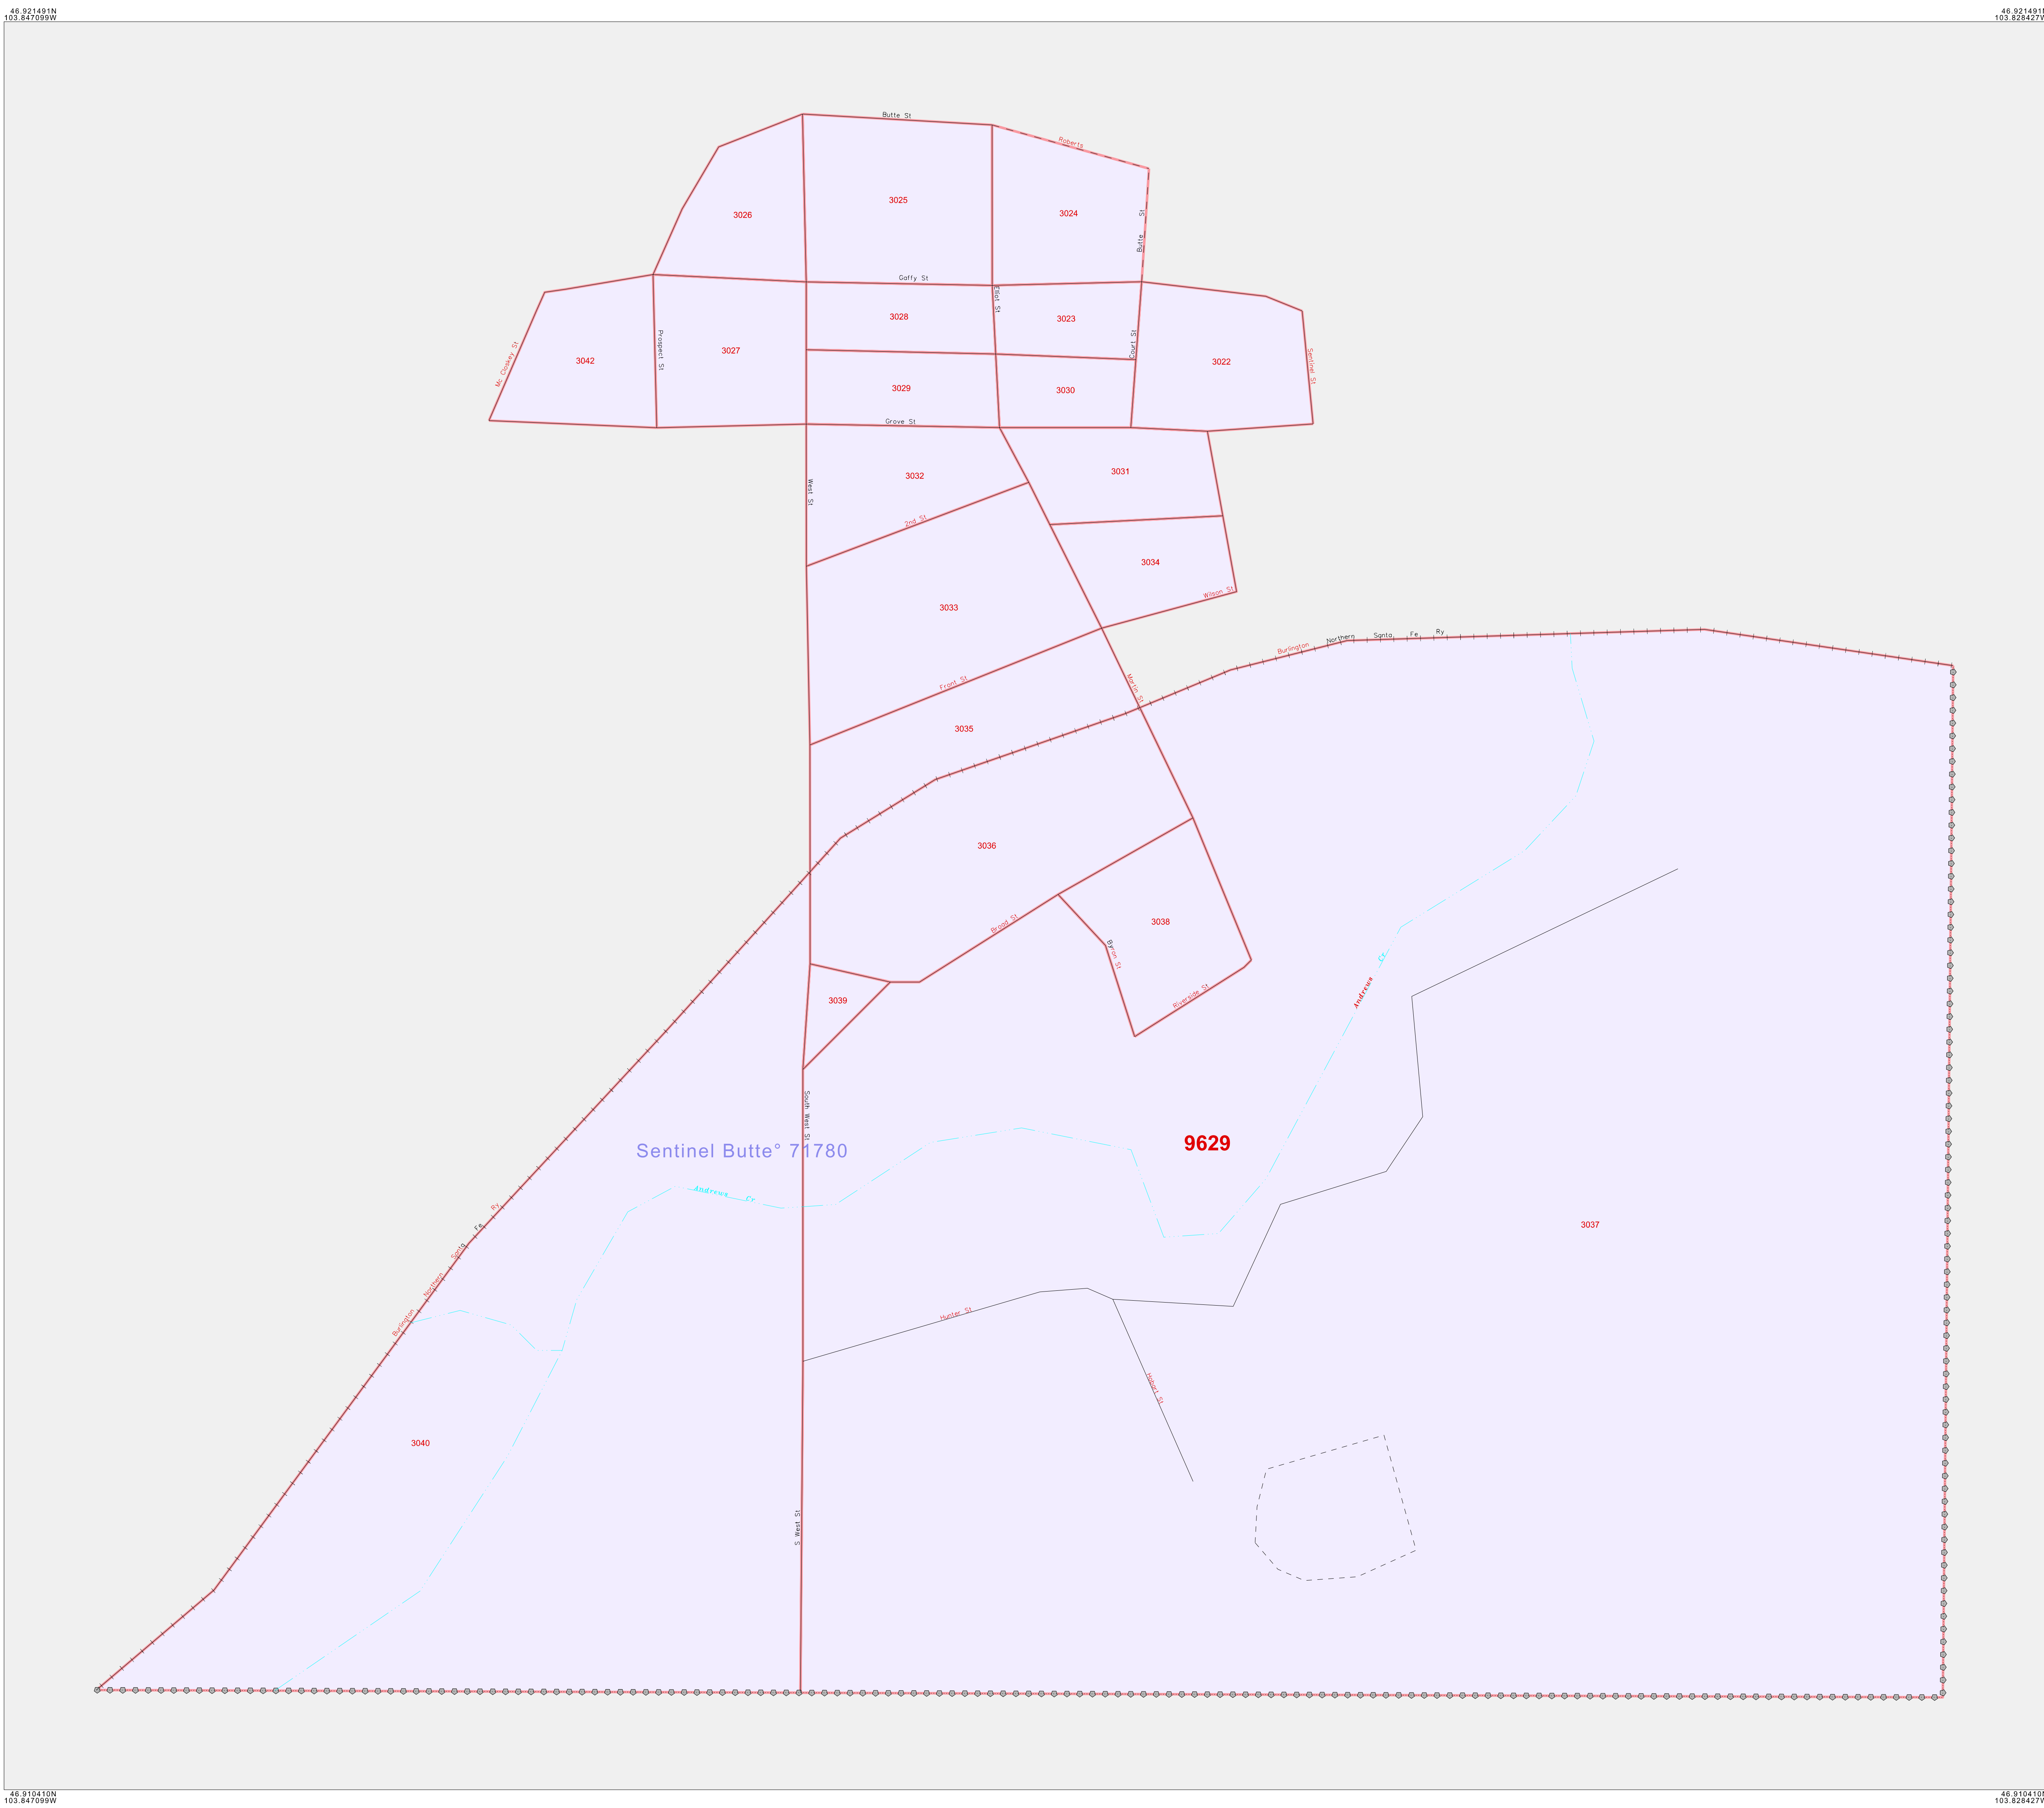 46.921491N
103.847099W
46.921491N
103.828427W
Butte St
Roberts
3025
3024
3026
Butte St
Gaffy St
Elliot St
3028
3023
Court St
Prospect St
3027
Mc Closkey St
3042
3022
Sentinel St
3029
3030
Grove St
3031
3032
West St
2nd St
3034
Wilson St
3033
Burlington Northern Santa Fe Ry
Front St
Martin St
3035
3036
3038
Broad St
Byron St
Andrews Cr
Riverside St
3039
South West St
9629
Sentinel Butte° 71780
Andrews Cr
3037
Burlington Northern Santa Fe Ry
Hunter St
Hobart St
3040
S West St
46.910410N
103.847099W
46.910410N
103.828427W